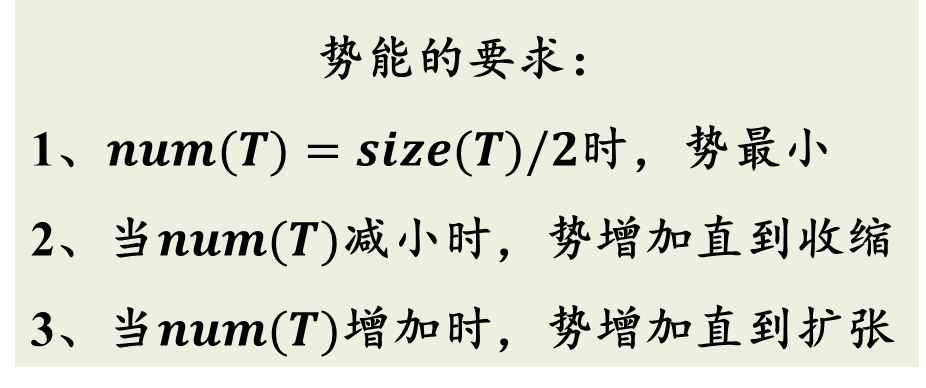 势能的要求：
1、num(T) = size(T)/2时，势最小
2、当num(T)减小时，势增加直到收缩
3、当num(T)增加时，势增加直到扩张